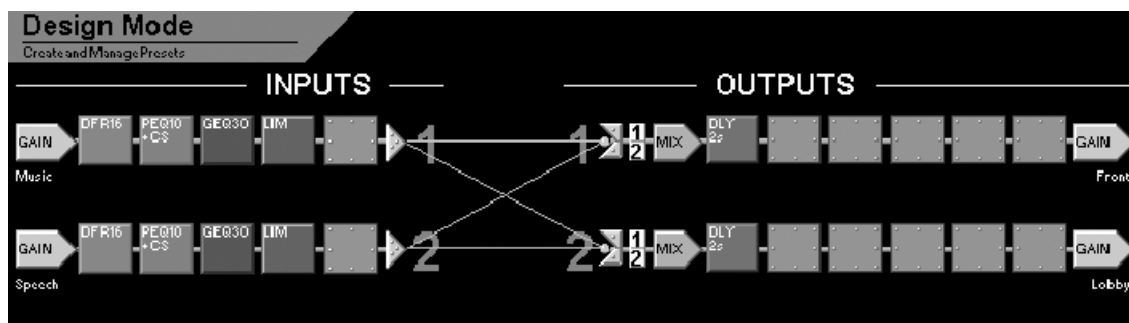 Design Mode
Create and Manage Presets
INPUTS OUTPUTS
GAIN DFR16 PEQ10 +CS GEQ30 LIM 1 1 1 2 MIX DLY 2s GAIN
Music Front
GAIN DFR16 PEQ10 +CS GEQ30 LIM 2 2 1 2 MIX DLY 2s GAIN
Speech Lobby